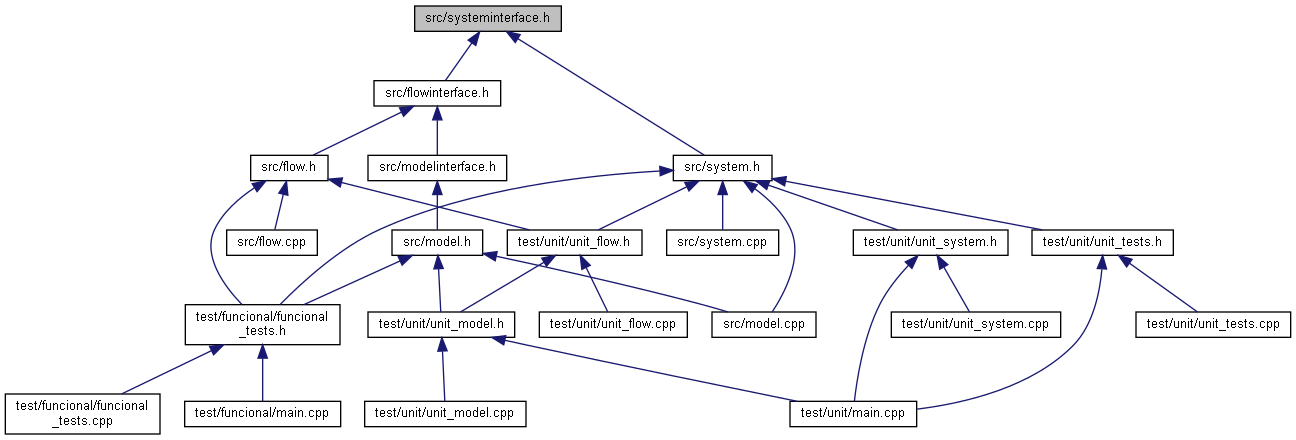 src/systeminterface.h
src/flowinterface.h
src/flow.h
src/modelinterface.h
src/system.h
src/flow.cpp
src/model.h
test/unit/unit_flow.h
src/system.cpp
test/unit/unit_system.h
test/unit/unit_tests.h
test/funcional/funcional
_tests.h
test/unit/unit_model.h
test/unit/unit_flow.cpp
src/model.cpp
test/unit/unit_system.cpp
test/unit/unit_tests.cpp
test/funcional/funcional
_tests.cpp
test/funcional/main.cpp
test/unit/unit_model.cpp
test/unit/main.cpp